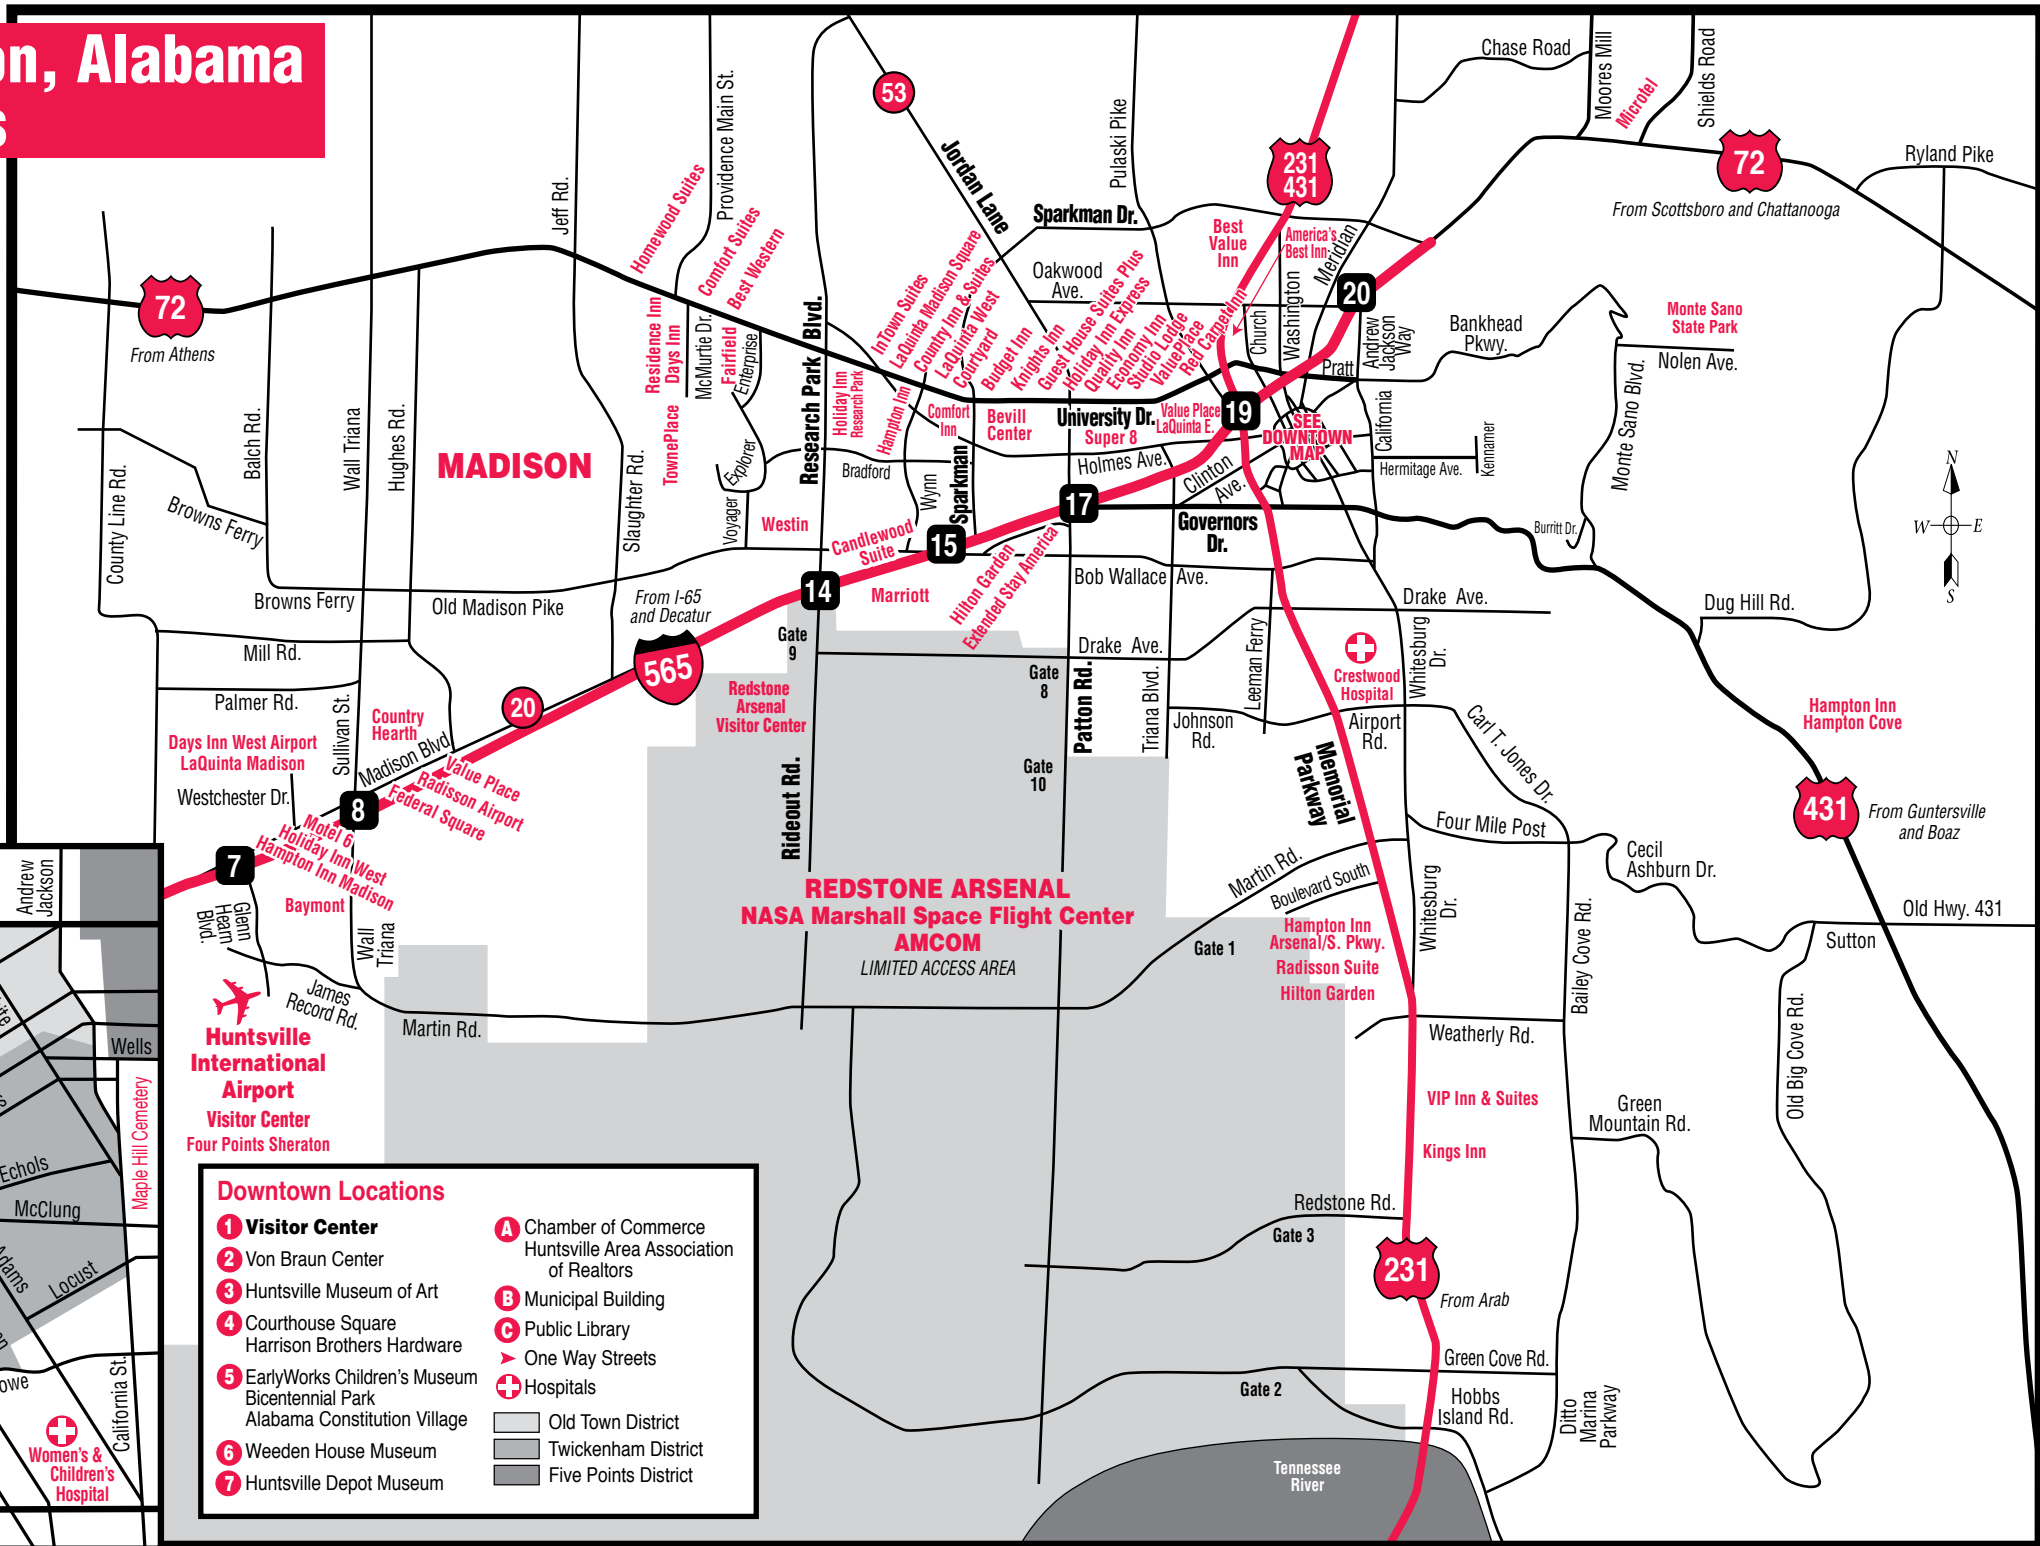 on, Alabama
s
53
Chase Road
Moores Mill
Microtel
Shields Road
Providence Main St.
Pulaski Pike
231
431
72
From Scottsboro and Chattanooga
Ryland Pike
Jeff Rd.
Homewood Suites
Comfort Suites
Best Western
Jordan Lane
Sparkman Dr.
Best
Value
Inn
America's
Best Inn
Meridian
Oakwood
Ave.
20
72
From Athens
Residence Inn
Days Inn
McMurtie Dr.
Fairfield
Enterprise
Research Park Blvd.
InTown Suites
LaQuinta Madison Square
Country Inn & Suites
LaQuinta West
Courtyard
Budget Inn
Knights Inn
Guest House Suites Plus
Holiday Inn Express
Quality Inn
Economy Inn
Studio Lodge
ValuePlace
Red Carpet Inn
Church
Washington
Andrew
Jackson
Way
Pratt
Bankhead
Pkwy.
Monte Sano
State Park
Nolen Ave.
Monte Sano Blvd.
TownePlace
Holiday Inn
Research Park
Hampton Inn
Comfort
Inn
Bevill
Center
University Dr.
Super 8
Value Place
LaQuinta E.
19
SEE
DOWNTOWN
MAP
California
Hermitage Ave.
Kennamer
County Line Rd.
Balch Rd.
Wall Triana
Hughes Rd.
MADISON
Slaughter Rd.
Explorer
Voyager
Bradford
Wynn
Sparkman
Holmes Ave.
Clinton
Ave.
17
Governors
Dr.
Browns Ferry
Westin
Candlewood
Suite
15
Burritt Dr.
N
W
E
S
Browns Ferry
Old Madison Pike
From I-65
and Decatur
14
Marriott
Hilton Garden
Extended Stay America
Bob Wallace Ave.
Drake Ave.
Dug Hill Rd.
Mill Rd.
565
Gate
9
Drake Ave.
Gate
8
Patton Rd.
Triana Blvd.
Leeman Ferry
Crestwood
Hospital
Whitesburg
Dr.
Palmer Rd.
20
Redstone
Arsenal
Visitor Center
Johnson
Rd.
Airport
Rd.
Carl T. Jones Dr.
Hampton Inn
Hampton Cove
Sullivan St.
Country
Hearth
Madison Blvd
Days Inn West Airport
LaQuinta Madison
Westchester Dr.
8
Value Place
Radisson Airport
Federal Square
Rideout Rd.
Gate
10
Memorial
Parkway
Four Mile Post
431
From Guntersville
and Boaz
7
Motel 6
Holiday Inn West
Hampton Inn Madison
Baymont
Glenn
Hearn
Blvd.
Wall
Triana
Martin Rd.
Boulevard South
Whitesburg
Dr.
Cecil
Ashburn Dr.
Bailey Cove Rd.
Old Hwy. 431
Sutton
REDSTONE ARSENAL
NASA Marshall Space Flight Center
AMCOM
LIMITED ACCESS AREA
Gate 1
Hampton Inn
Arsenal/S. Pkwy.
Radisson Suite
Hilton Garden
James
Record Rd.
Martin Rd.
Huntsville
International
Airport
Visitor Center
Four Points Sheraton
Weatherly Rd.
Old Big Cove Rd.
VIP Inn & Suites
Kings Inn
Green
Mountain Rd.
Redstone Rd.
Gate 3
231
From Arab
Green Cove Rd.
Gate 2
Hobbs
Island Rd.
Ditto
Marina
Parkway
Tennessee
River
Andrew
Jackson
Wells
Maple Hill Cemetery
Echols
McClung
Adams
Locust
owe
California St.
Women's &
Children's
Hospital
Downtown Locations
1 Visitor Center
2 Von Braun Center
3 Huntsville Museum of Art
4 Courthouse Square
Harrison Brothers Hardware
5 EarlyWorks Children's Museum
Bicentennial Park
Alabama Constitution Village
6 Weeden House Museum
7 Huntsville Depot Museum
A Chamber of Commerce
Huntsville Area Association
of Realtors
B Municipal Building
C Public Library
One Way Streets
Hospitals
Old Town District
Twickenham District
Five Points District